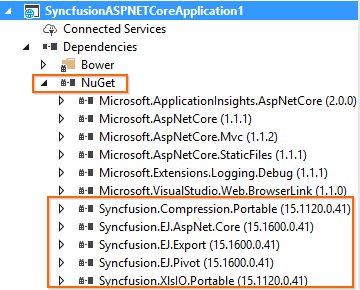 SyncfusionASPNETCoreApplication1
Connected Services
Dependencies
Bower
NuGet
Microsoft.ApplicationInsights.AspNetCore (2.0.0)
Microsoft.AspNetCore (1.1.1)
Microsoft.AspNetCore.Mvc (1.1.2)
Microsoft.AspNetCore.StaticFiles (1.1.1)
Microsoft.Extensions.Logging.Debug (1.1.1)
Microsoft.VisualStudio.Web.BrowserLink (1.1.0)
Syncfusion.Compression.Portable (15.1120.0.41)
Syncfusion.EJ.AspNet.Core (15.1600.0.41)
Syncfusion.EJ.Export (15.1600.0.41)
Syncfusion.EJ.Pivot (15.1600.0.41)
Syncfusion.XlsIO.Portable (15.1120.0.41)